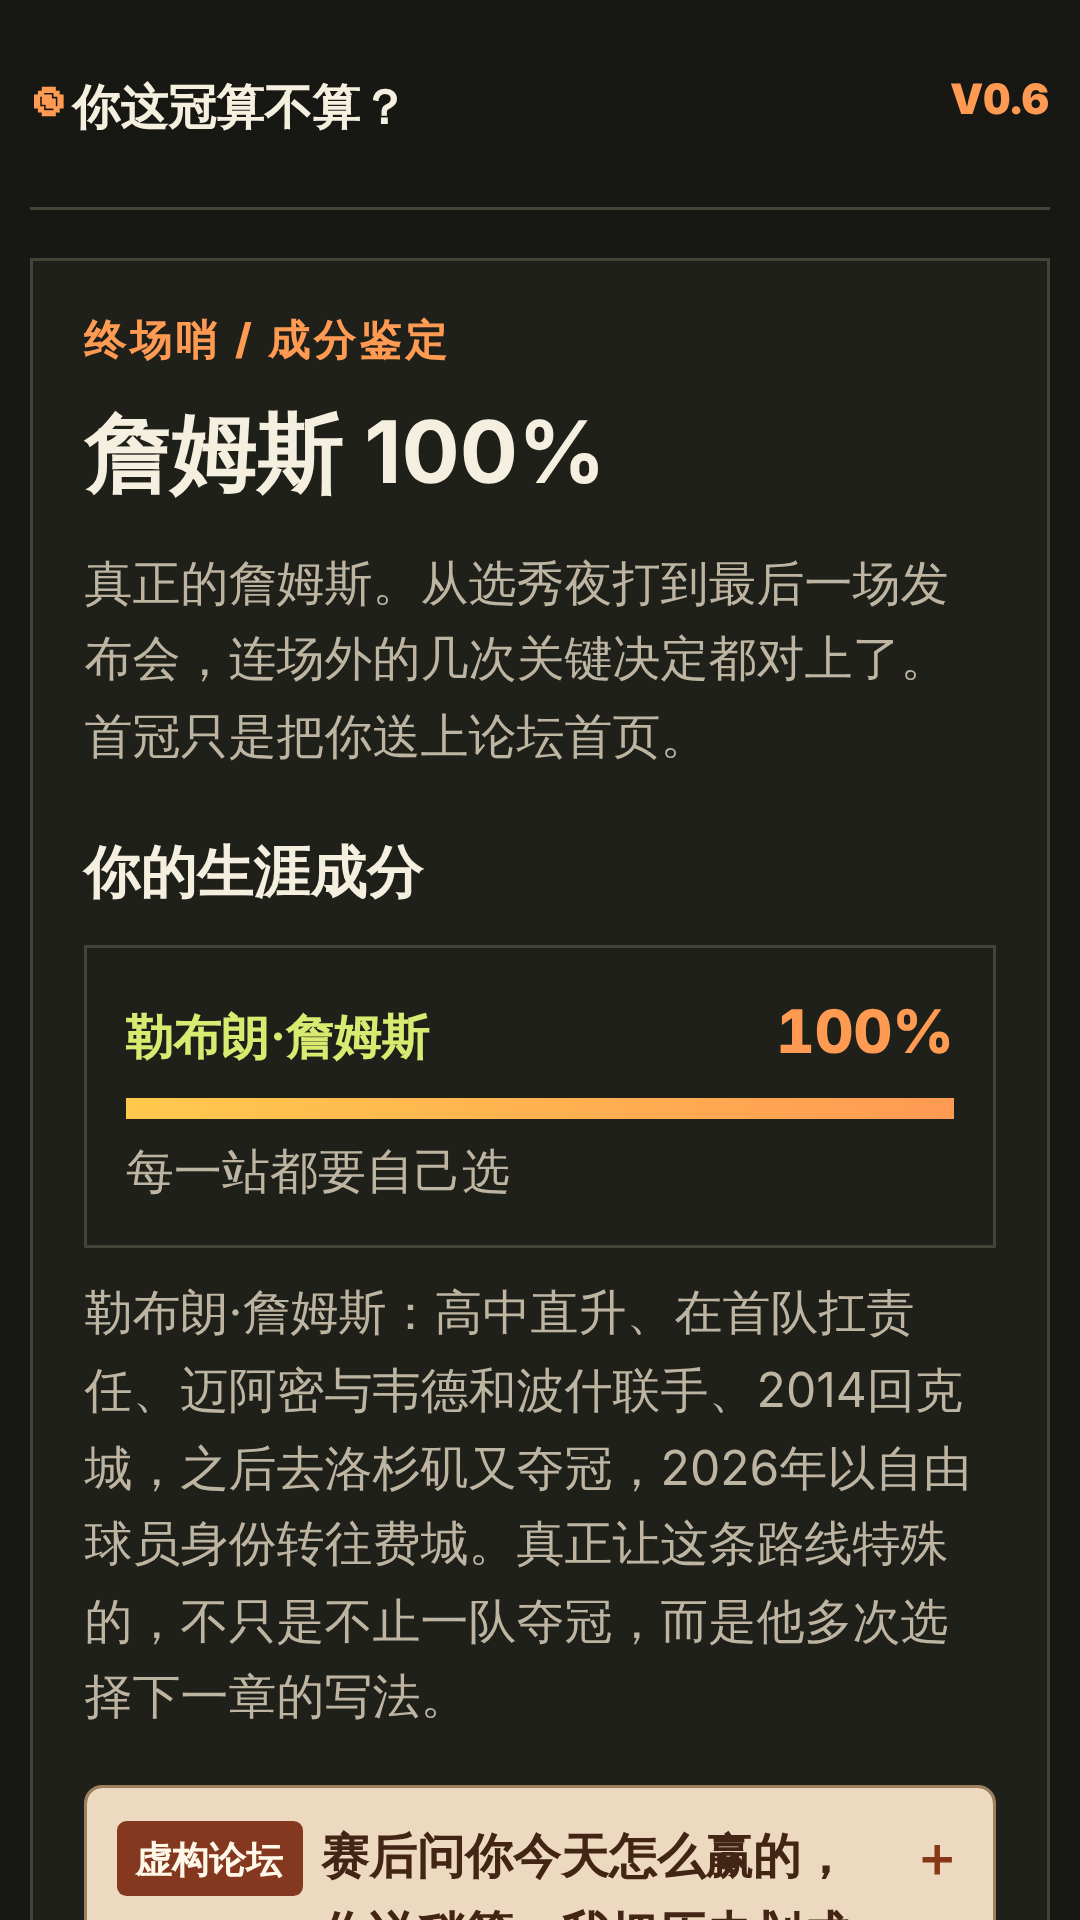 你这冠算不算？
V0.6
终场哨 / 成分鉴定
詹姆斯 100%
真正的詹姆斯。从选秀夜打到最后一场发
布会，连场外的几次关键决定都对上了。
首冠只是把你送上论坛首页。
你的生涯成分
勒布朗·詹姆斯
100%
每一站都要自己选
勒布朗·詹姆斯：高中直升、在首队扛责
任、迈阿密与韦德和波什联手、2014回克
城，之后去洛杉矶又夺冠，2026年以自由
球员身份转往费城。真正让这条路线特殊
的，不只是不止一队夺冠，而是他多次选
择下一章的写法。
虚构论坛
赛后问你今天怎么赢的，
+